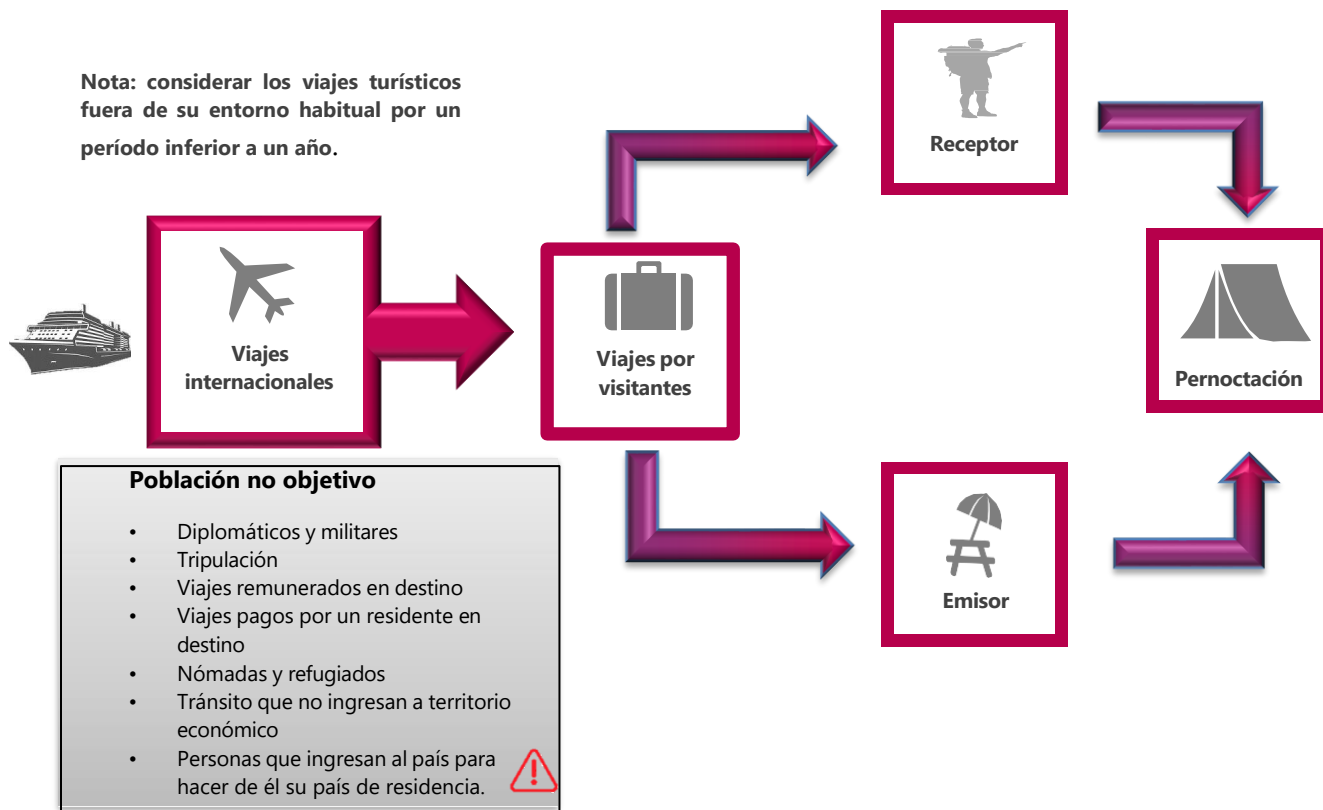 Nota: considerar los viajes turísticos
fuera de su entorno habitual por un
período inferior a un año.
Receptor
Viajes
internacionales
Viajes por
visitantes
Pernoctación
Emisor
Población no objetivo
• Diplomáticos y militares
• Tripulación
• Viajes remunerados en destino
• Viajes pagos por un residente en
destino
• Nómadas y refugiados
• Tránsito que no ingresan a territorio
económico
• Personas que ingresan al país para
hacer de él su país de residencia.